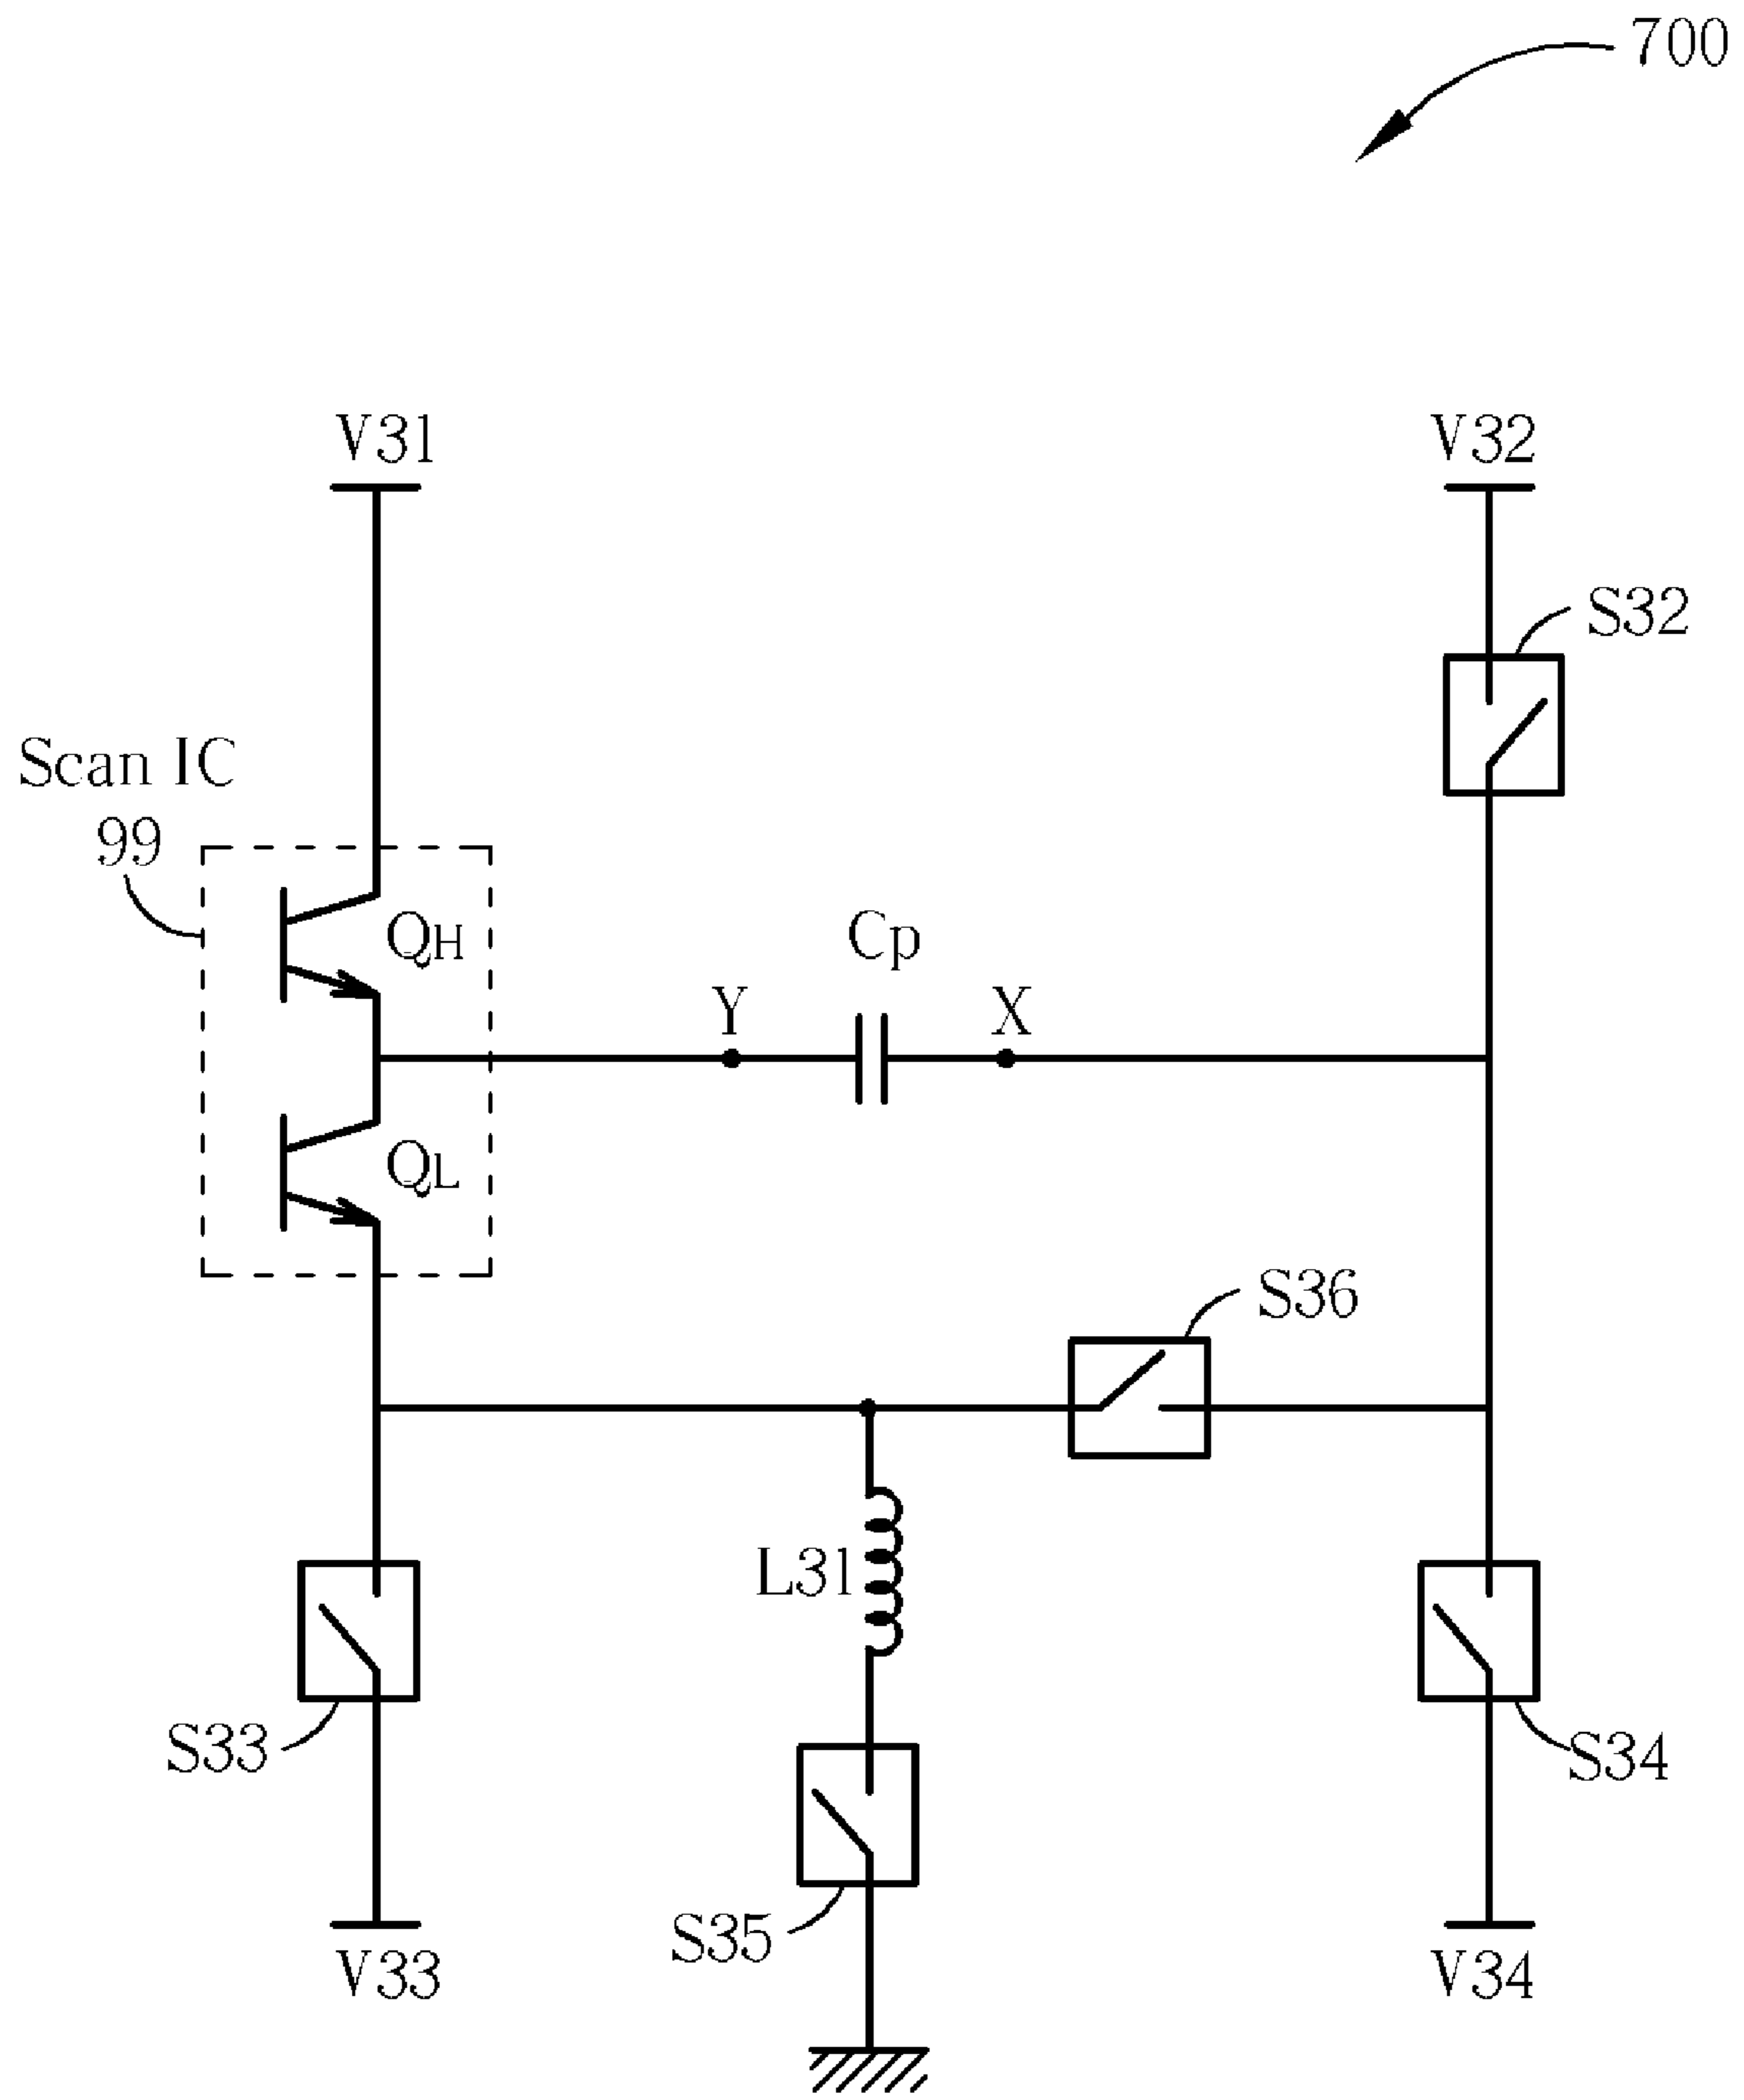 700
V31
V32
S32
Scan IC
99
QH
Cp
Y
X
QL
S36
L31
S33
S34
S35
V33
V34